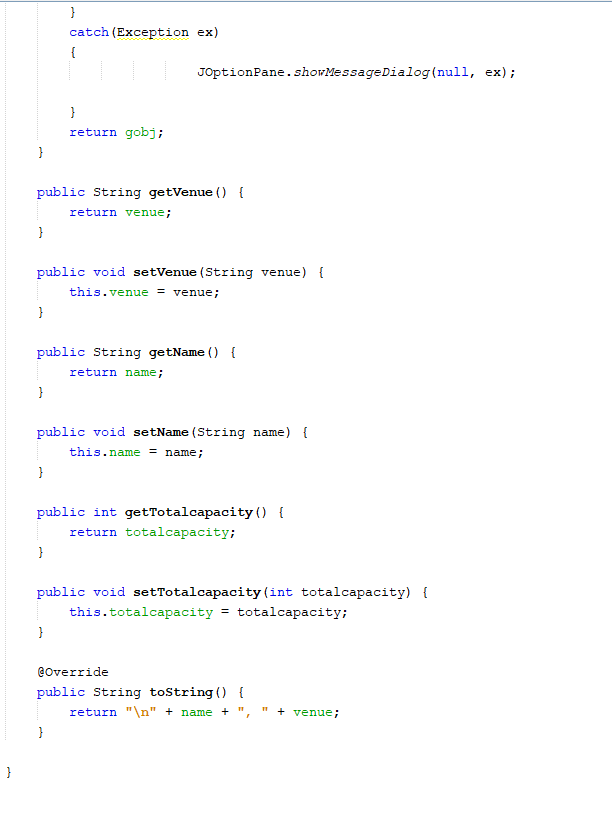 }
        catch(Exception ex)
        {
                        JOptionPane.showMessageDialog(null, ex);

        }
        return gobj;
    }

    public String getVenue() {
        return venue;
    }

    public void setVenue(String venue) {
        this.venue = venue;
    }

    public String getName() {
        return name;
    }

    public void setName(String name) {
        this.name = name;
    }

    public int getTotalcapacity() {
        return totalcapacity;
    }

    public void setTotalcapacity(int totalcapacity) {
        this.totalcapacity = totalcapacity;
    }

    @Override
    public String toString() {
        return "\n" + name + ", " + venue;
    }

}